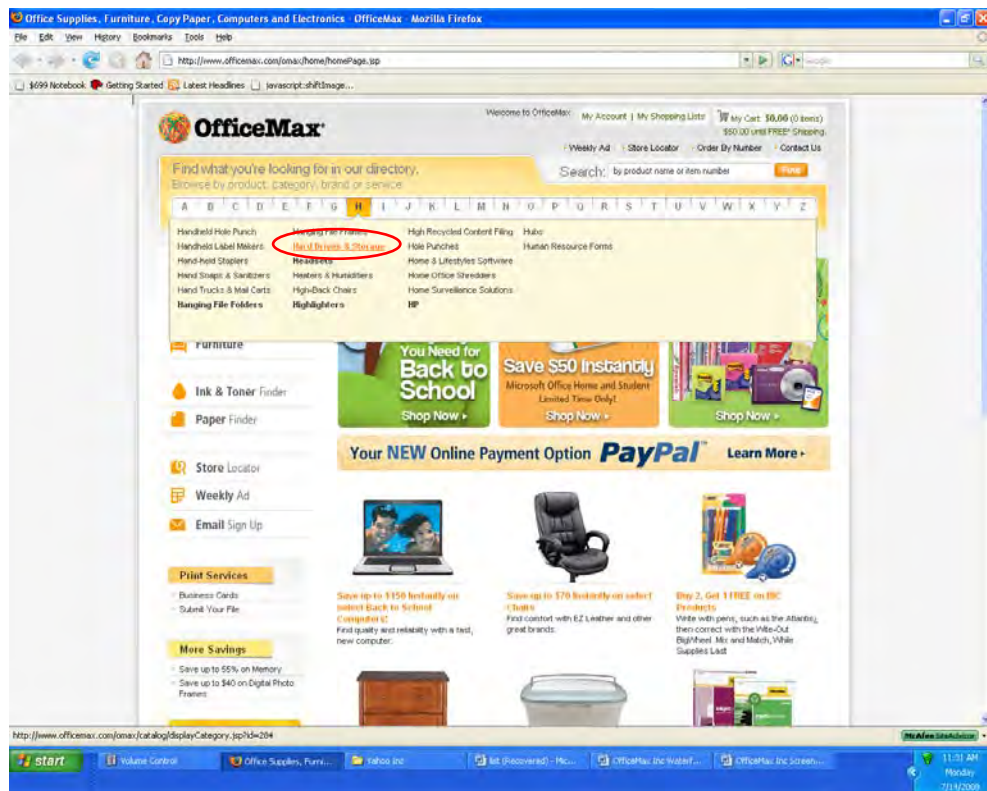 Office Supplies, Furniture, Copy Paper, Computers and Electronics - OfficeMax - Mozilla Firefox
File Edit View History Bookmarks Tools Help
http://www.officemax.com/omax/home/homePage.jsp
$699 Notebook Getting Started Latest Headlines javascript:shiftImage...
OfficeMax
Welcome to OfficeMax My Account | My Shopping Lists My Cart $0.00 (0 items)
$50.00 until FREE* Shipping
Weekly Ad Store Locator Order By Number Contact Us
Find what you're looking for in our directory.
Browse by product, category, brand or service.
Search: by product name or item number Find
A B C D E F G H I J K L M N O P Q R S T U V W X Y Z
Handheld Hole Punch Hanging File Frames High Recycled Content Filing Hubs
Handheld Label Makers Hard Drives & Storage Hole Punches Human Resource Forms
Hand-held Staplers Headsets Home & Lifestyles Software
Hand Soaps & Sanitizers Heaters & Humidifiers Home Office Shredders
Hand Trucks & Mail Carts High-Back Chairs Home Surveillance Solutions
Hanging File Folders Highlighters HP
Furniture
Ink & Toner Finder
Paper Finder
Store Locator
Weekly Ad
Email Sign Up
You Need for
Back to
School
Shop Now
Save $50 Instantly
Microsoft Office Home and Student
Limited Time Only!
Shop Now
Shop Now
Your NEW Online Payment Option PayPal Learn More
Print Services
Business Cards
Submit Your File
More Savings
Save up to 55% on Memory
Save up to $40 on Digital Photo
Frames
Save up to $150 Instantly on
select Back to School
Computers!
Find quality and reliability with a fast,
new computer.
Save up to $70 Instantly on select
Chairs
Find comfort with EZ Leather and other
great brands.
Buy 2, Get 1 FREE on BIC
Products
Write with pens, such as the Atlantis,
then correct with the Wite-Out
BigWheel. Mix and Match, While
Supplies Last
http://www.officemax.com/omax/catalog/displayCategory.jsp?id=284
McAfee SiteAdvisor
start Volume Control Office Supplies, Furni... Yahoo Inc list (Recovered) - Mic... OfficeMax Inc Waterf... OfficeMax Inc Screen...
11:31 AM
Monday
7/13/2009